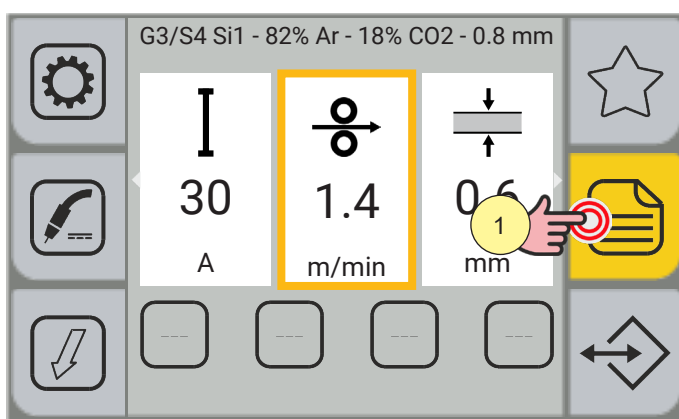 G3/S4 Si1 - 82% Ar - 18% CO2 - 0.8 mm
30
A
1.4
m/min
0.6
mm
1
---
---
---
---